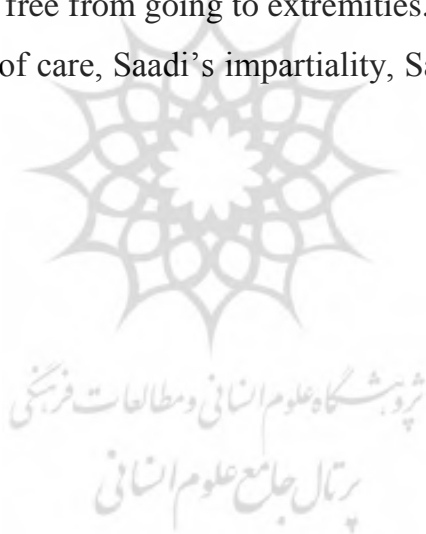 free from going to extremities.
of care, Saadi's impartiality, Sa
پژوهشگاه علوم انسانی و مطالعات فرهنگی
پرتال جامع علوم انسانی